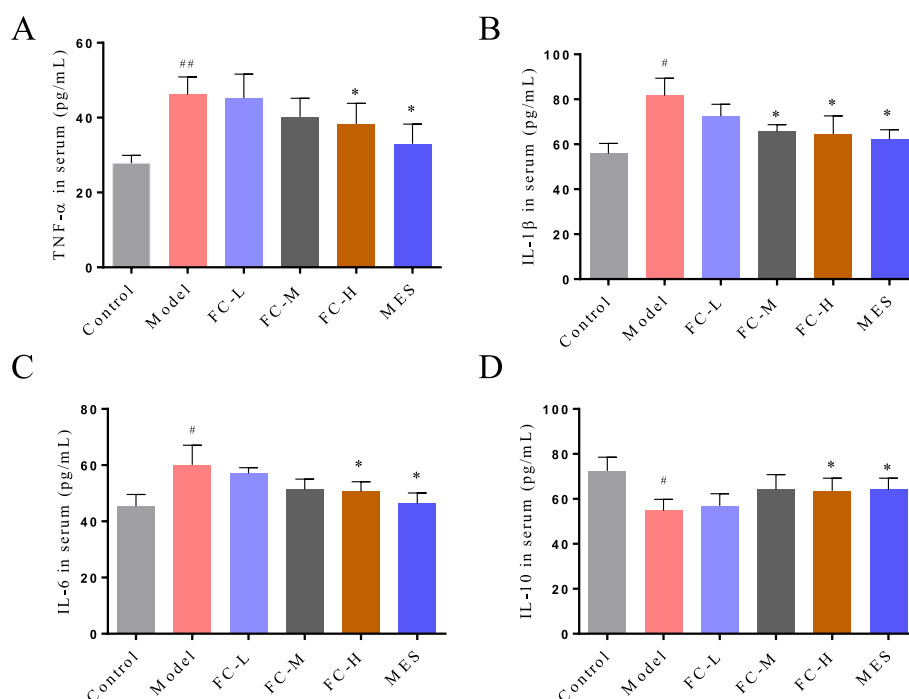 A
TNF-α in serum (pg/mL)
60
40
20
0
##
*
*
Control
Model
FC-L
FC-M
FC-H
MES
B
IL-1β in serum (pg/mL)
100
80
60
40
20
0
#
*
*
*
Control
Model
FC-L
FC-M
FC-H
MES
C
IL-6 in serum (pg/mL)
80
60
40
20
0
#
*
*
Control
Model
FC-L
FC-M
FC-H
MES
D
IL-10 in serum (pg/mL)
100
80
60
40
20
0
#
*
*
Control
Model
FC-L
FC-M
FC-H
MES